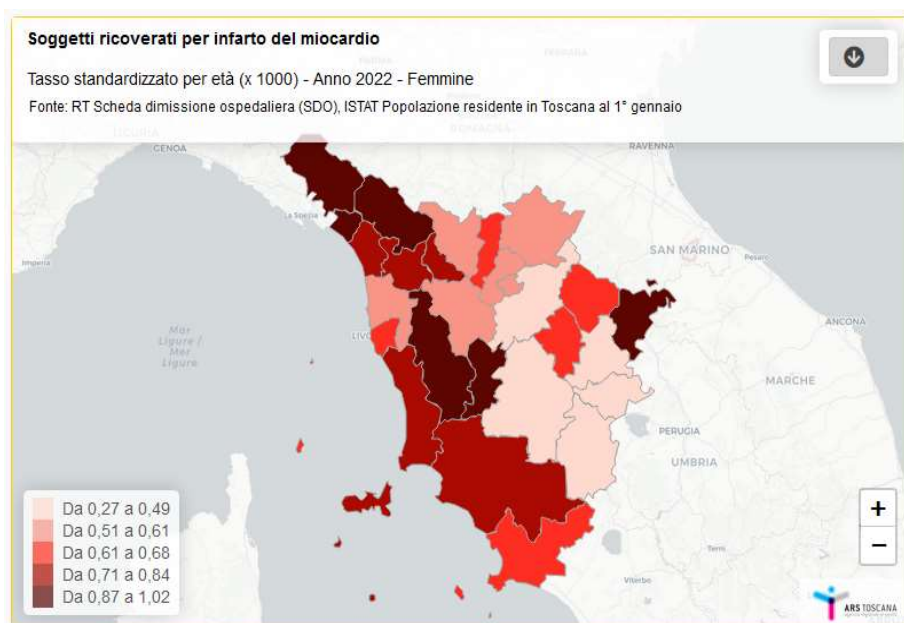 Soggetti ricoverati per infarto del miocardio
Tasso standardizzato per età (x 1000) - Anno 2022 - Femmine
Fonte: RT Scheda dimissione ospedaliera (SDO), ISTAT Popolazione residente in Toscana al 1° gennaio
LIGURIA
ROMAGNA
GENOA
RAVENNA
La Spezia
Imperia
SAN MARINO
Pesaro
ANCONA
Mar
Ligure /
Mer
Ligure
LIVO
MARCHE
PERUGIA
UMBRIA
Terni
Viterbo
Da 0,27 a 0,49
Da 0,51 a 0,61
Da 0,61 a 0,68
Da 0,71 a 0,84
Da 0,87 a 1,02
+
−
ARS TOSCANA